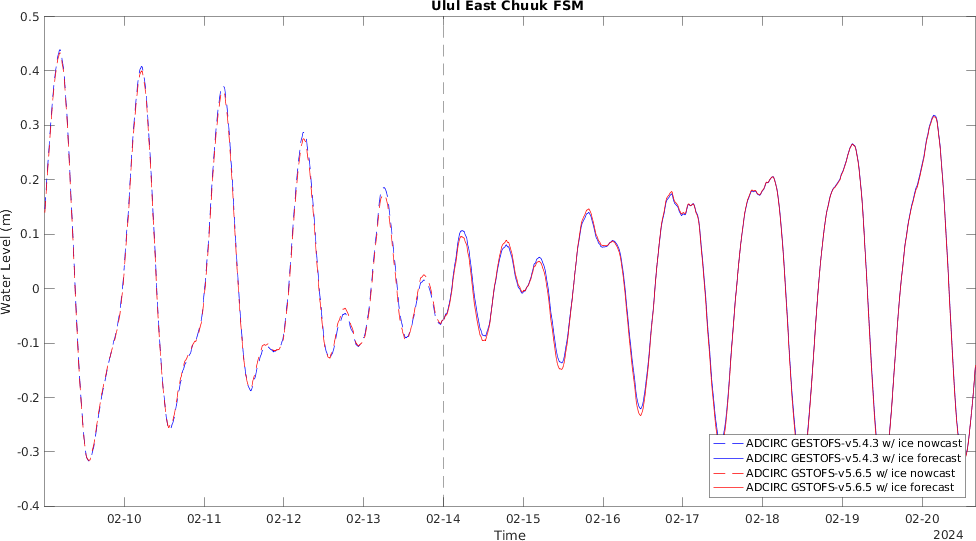 Ulul East Chuuk FSM
0.5
0.4
0.3
0.2
0.1
0
-0.1
-0.2
-0.3
-0.4
Water Level (m)
ADCIRC GESTOFS-v5.4.3 w/ ice nowcast
ADCIRC GESTOFS-v5.4.3 w/ ice forecast
ADCIRC GSTOFS-v5.6.5 w/ ice nowcast
ADCIRC GSTOFS-v5.6.5 w/ ice forecast
02-10 02-11 02-12 02-13 02-14 02-15 02-16 02-17 02-18 02-19 02-20
Time
2024